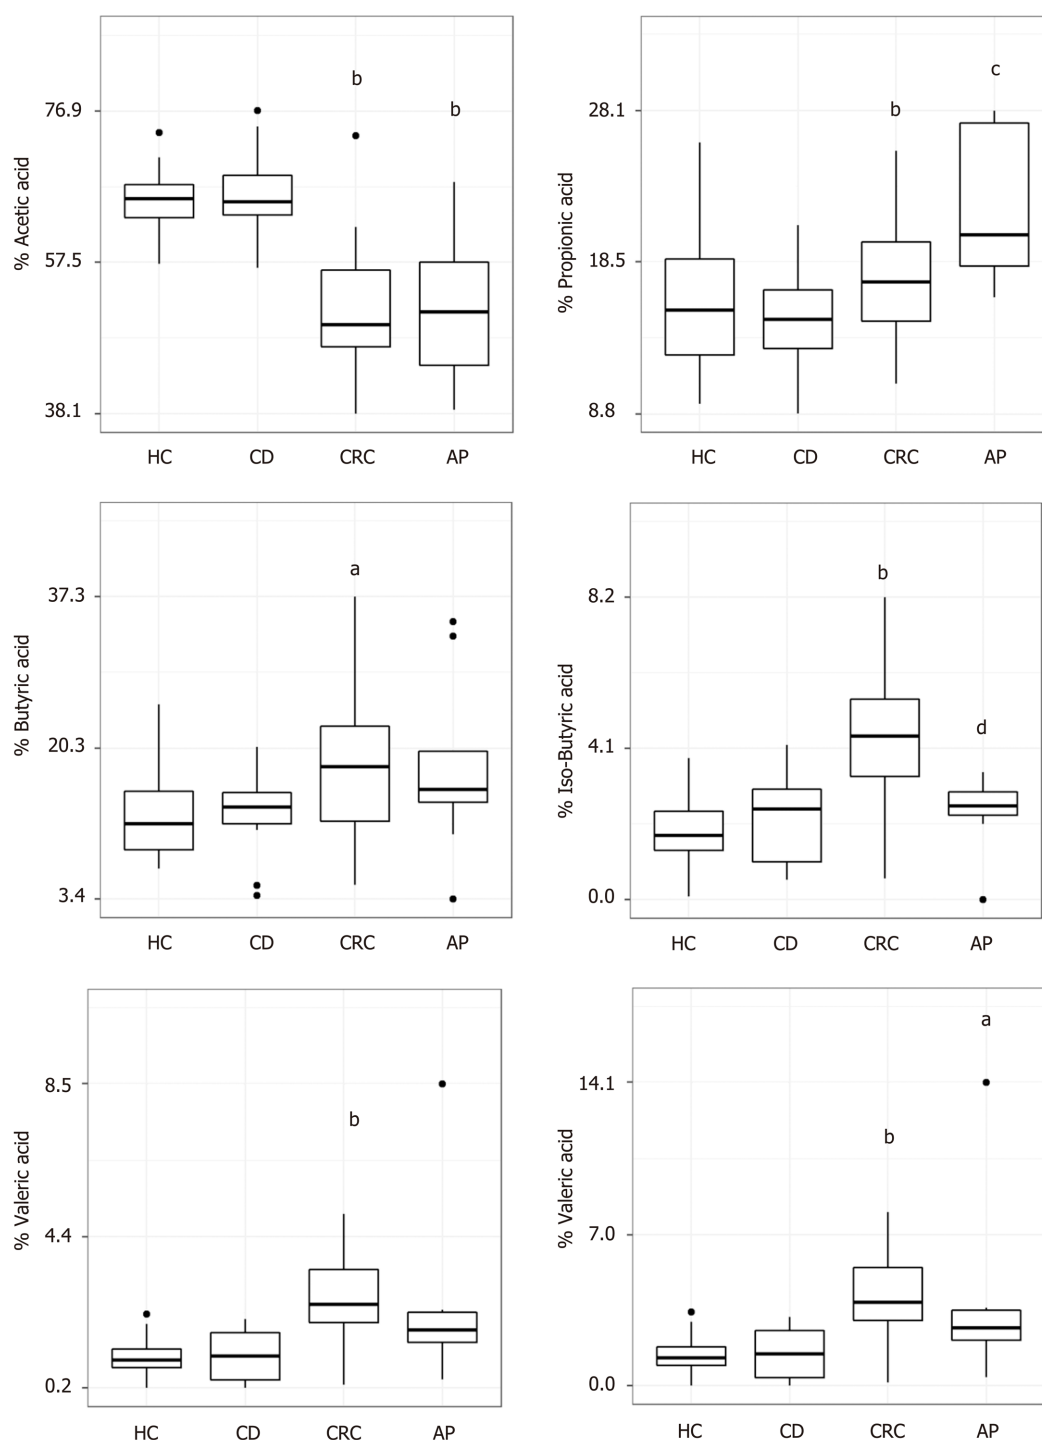 % Acetic acid
76.9
57.5
38.1
b
b
HC CD CRC AP
% Propionic acid
28.1
18.5
8.8
b
c
HC CD CRC AP
% Butyric acid
37.3
20.3
3.4
a
HC CD CRC AP
% Iso-Butyric acid
8.2
4.1
0.0
b
d
HC CD CRC AP
% Valeric acid
8.5
4.4
0.2
b
HC CD CRC AP
% Valeric acid
14.1
7.0
0.0
b
a
HC CD CRC AP